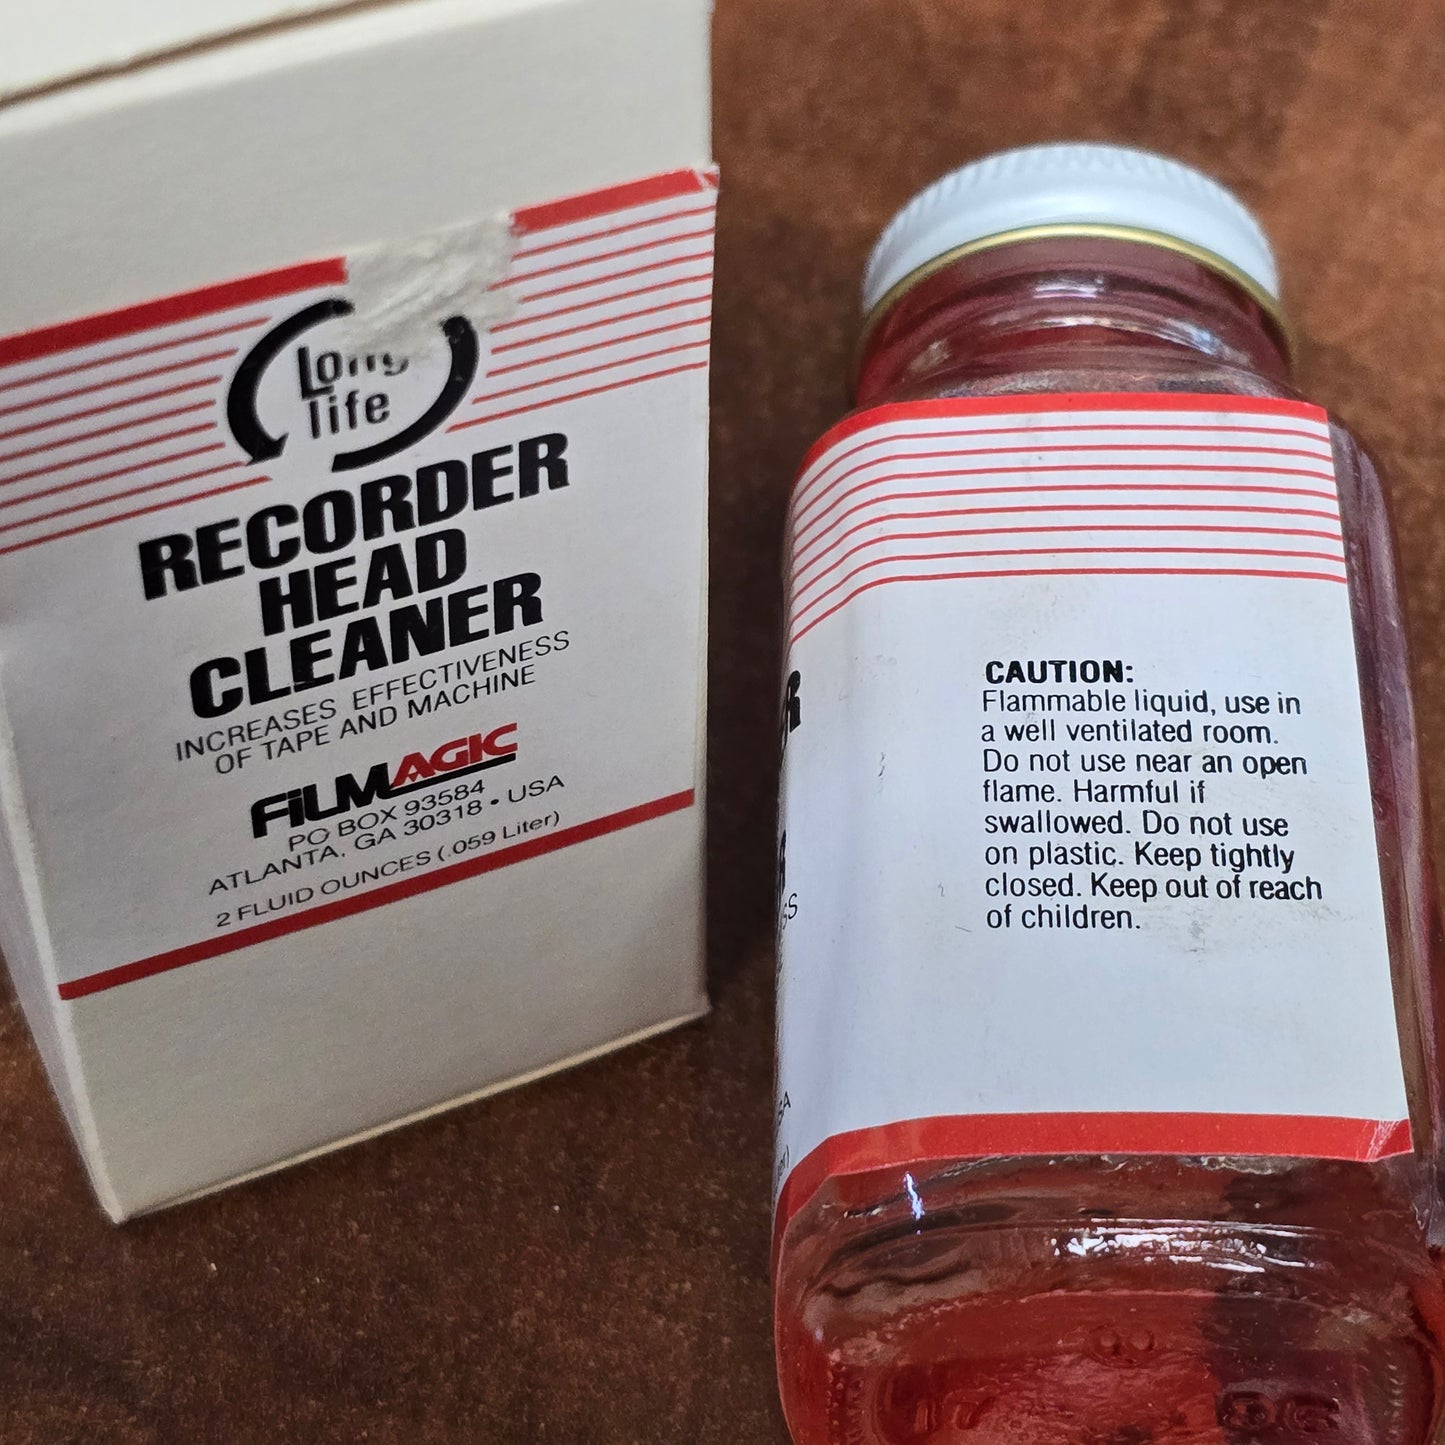 Long
life
RECORDER
HEAD
CLEANER
INCREASES EFFECTIVENESS
OF TAPE AND MACHINE
FiLMAGIC
PO BOX 93584
ATLANTA, GA 30318 • USA
2 FLUID OUNCES (.059 Liter)
CAUTION:
Flammable liquid, use in
a well ventilated room.
Do not use near an open
flame. Harmful if
swallowed. Do not use
on plastic. Keep tightly
closed. Keep out of reach
of children.